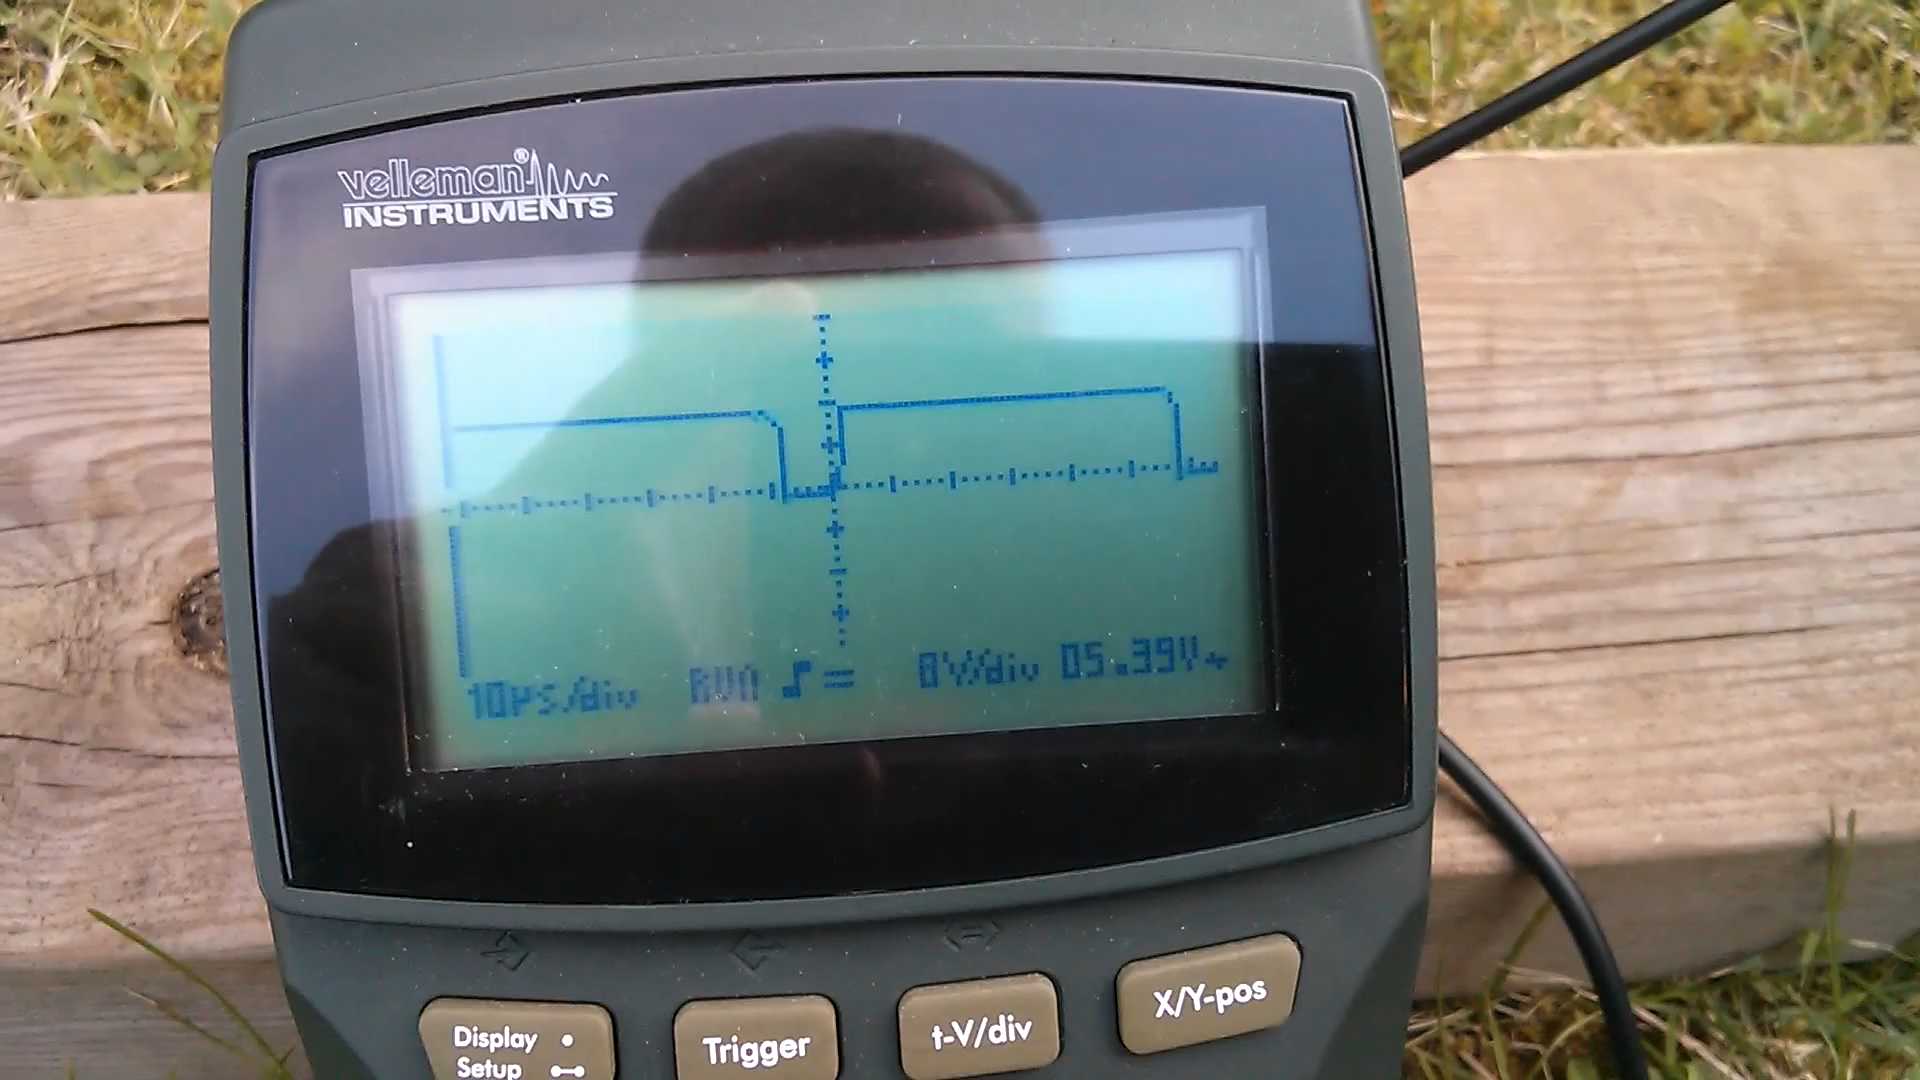 velleman®
INSTRUMENTS
10µs/div RUN = 8V/div 05.39V
Display
Setup
Trigger
t-V/div
X/Y-pos